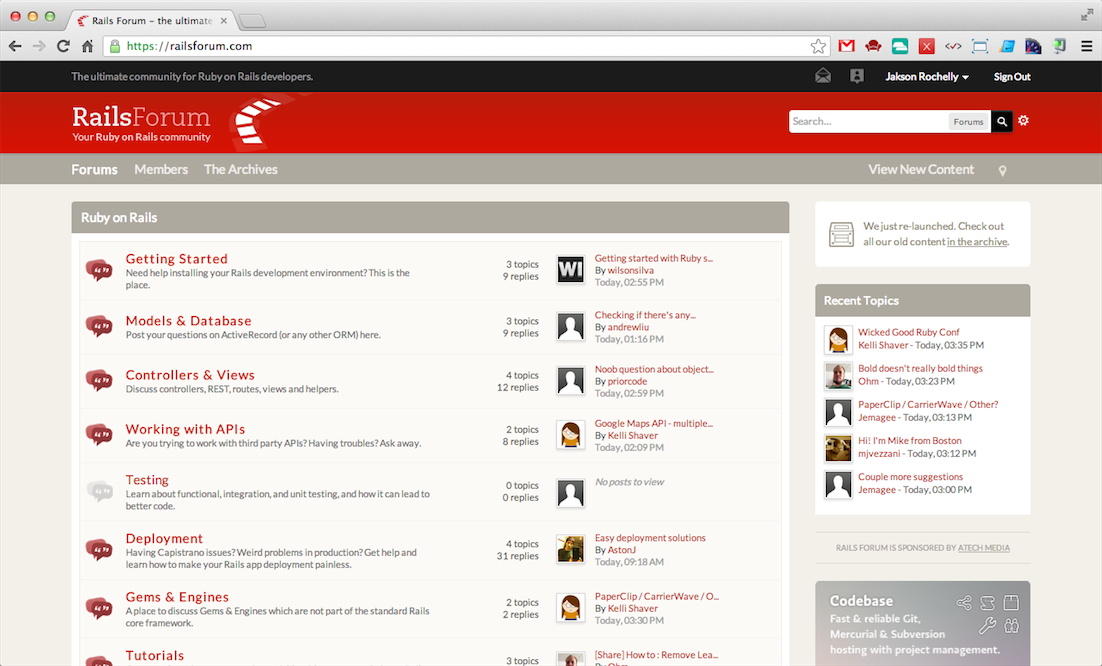 Rails Forum – the ultimate
https://railsforum.com
The ultimate community for Ruby on Rails developers.
Jakson Rochelly
Sign Out
RailsForum
Your Ruby on Rails community
Search...
Forums
Forums
Members
The Archives
View New Content
Ruby on Rails
Getting Started
Need help installing your Rails development environment? This is the
place.
3 topics
9 replies
Getting started with Ruby s...
By wilsonsilva
Today, 02:55 PM
WI
Models & Database
Post your questions on ActiveRecord (or any other ORM) here.
3 topics
9 replies
Checking if there's any...
By andrewliu
Today, 01:16 PM
Controllers & Views
Discuss controllers, REST, routes, views and helpers.
4 topics
12 replies
Noob question about object...
By priorcode
Today, 02:59 PM
Working with APIs
Are you trying to work with third party APIs? Having troubles? Ask away.
2 topics
8 replies
Google Maps API - multiple...
By Kelli Shaver
Today, 02:09 PM
Testing
Learn about functional, integration, and unit testing, and how it can lead to
better code.
0 topics
0 replies
No posts to view
Deployment
Having Capistrano issues? Weird problems in production? Get help and
learn how to make your Rails app deployment painless.
4 topics
31 replies
Easy deployment solutions
By AstonJ
Today, 09:18 AM
Gems & Engines
A place to discuss Gems & Engines which are not part of the standard Rails
core framework.
2 topics
2 replies
PaperClip / CarrierWave / O...
By Kelli Shaver
Today, 03:30 PM
Tutorials
3 topics
[Share] How to : Remove Lea...
By Ohm
We just re-launched. Check out
all our old content in the archive.
Recent Topics
Wicked Good Ruby Conf
Kelli Shaver - Today, 03:35 PM
Bold doesn't really bold things
Ohm - Today, 03:23 PM
PaperClip / CarrierWave / Other?
Jemagee - Today, 03:13 PM
Hi! I'm Mike from Boston
mjvezzani - Today, 03:12 PM
Couple more suggestions
Jemagee - Today, 03:00 PM
RAILS FORUM IS SPONSORED BY ATECH MEDIA
Codebase
Fast & reliable Git,
Mercurial & Subversion
hosting with project management.